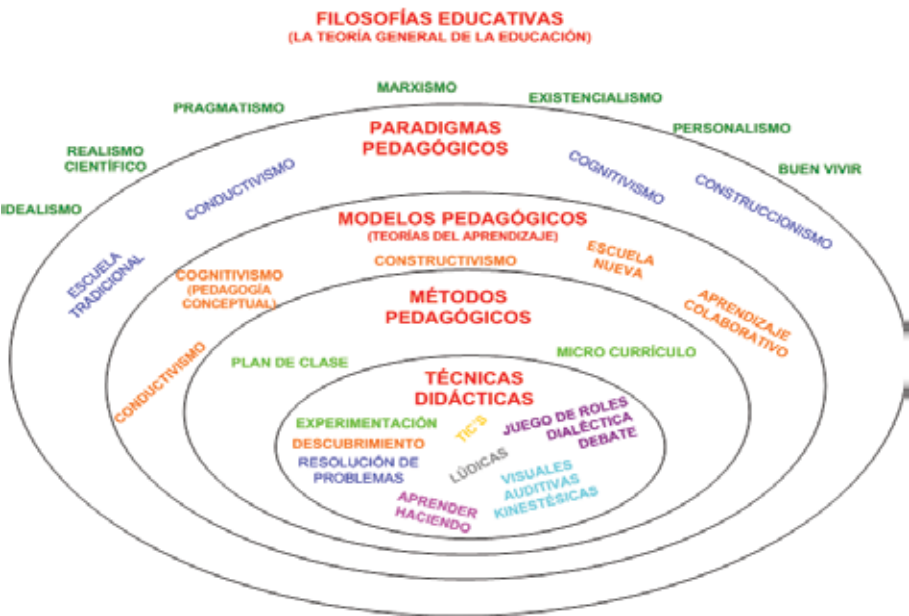 FILOSOFÍAS EDUCATIVAS
(LA TEORÍA GENERAL DE LA EDUCACIÓN)
MARXISMO
PRAGMATISMO
EXISTENCIALISMO
PERSONALISMO
REALISMO
CIENTÍFICO
BUEN VIVIR
IDEALISMO
PARADIGMAS
PEDAGÓGICOS
CONDUCTIVISMO
COGNITIVISMO
CONSTRUCCIONISMO
ESCUELA
TRADICIONAL
MODELOS PEDAGÓGICOS
(TEORÍAS DEL APRENDIZAJE)
COGNITIVISMO
(PEDAGOGÍA
CONCEPTUAL)
CONSTRUCTIVISMO
ESCUELA
NUEVA
APRENDIZAJE
COLABORATIVO
CONDUCTIVISMO
MÉTODOS
PEDAGÓGICOS
PLAN DE CLASE
MICRO CURRÍCULO
TÉCNICAS
DIDÁCTICAS
EXPERIMENTACIÓN
DESCUBRIMIENTO
RESOLUCIÓN DE
PROBLEMAS
TIC'S
LÚDICAS
JUEGO DE ROLES
DIALÉCTICA
DEBATE
VISUALES
AUDITIVAS
KINESTÉSICAS
APRENDER
HACIENDO